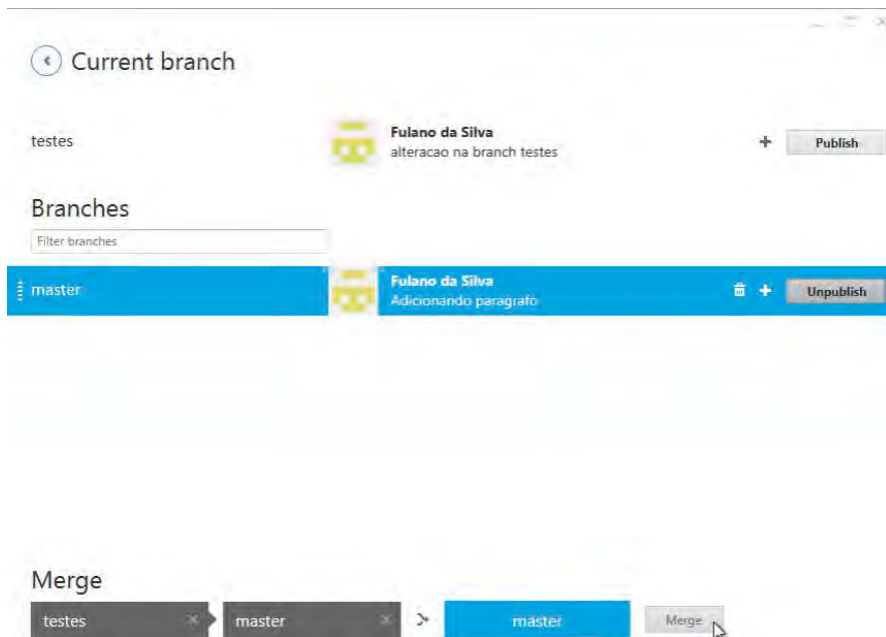 Current branch
testes
Fulano da Silva
alteracao na branch testes
Publish
Branches
Filter branches
master
Fulano da Silva
Adicionando paragrafo
Unpublish
Merge
testes
master
master
Merge